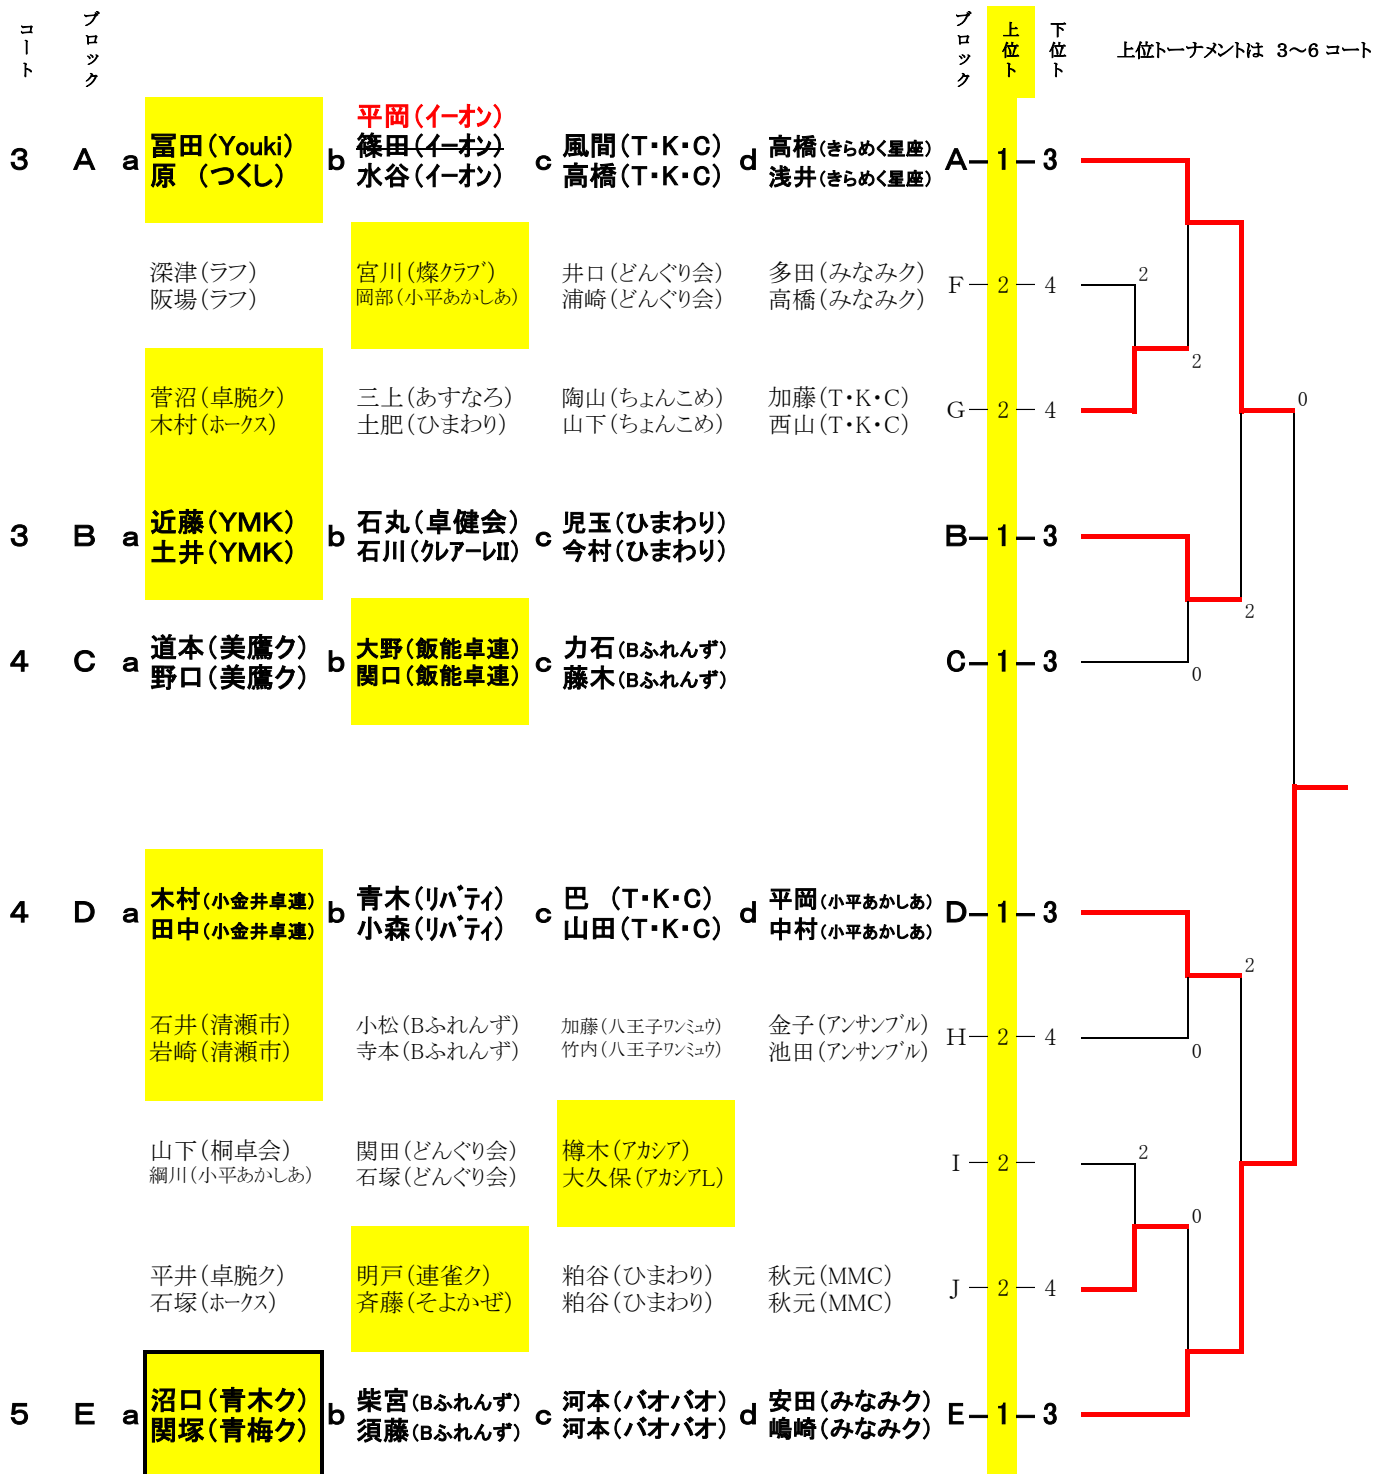 コート ブロック ブロック 上位ト 下位ト 上位トーナメントは 3～6 コート
平岡(イーオン)
3 A a 冨田(Youki) b 篠田(イーオン) c 風間(T・K・C) d 高橋(きらめく星座) A 1 3
原 (つくし) 水谷(イーオン) 高橋(T・K・C) 浅井(きらめく星座)
深津(ラフ) 宮川(燦クラブ) 井口(どんぐり会) 多田(みなみク) F 2 4 2
阪場(ラフ) 岡部(小平あかしあ) 浦崎(どんぐり会) 高橋(みなみク)
2
菅沼(卓腕ク) 三上(あすなろ) 陶山(ちょんこめ) 加藤(T・K・C) G 2 4 0
木村(ホークス) 土肥(ひまわり) 山下(ちょんこめ) 西山(T・K・C)
3 B a 近藤(YMK) b 石丸(卓健会) c 児玉(ひまわり) B 1 3
土井(YMK) 石川(クレアーレII) 今村(ひまわり)
2
4 C a 道本(美鷹ク) b 大野(飯能卓連) c 力石(Bふれんず) C 1 3
野口(美鷹ク) 関口(飯能卓連) 藤木(Bふれんず) 0
4 D a 木村(小金井卓連) b 青木(リバティ) c 巴 (T・K・C) d 平岡(小平あかしあ) D 1 3
田中(小金井卓連) 小森(リバティ) 山田(T・K・C) 中村(小平あかしあ)
2
石井(清瀬市) 小松(Bふれんず) 加藤(八王子ワンミュウ) 金子(アンサンブル) H 2 4
岩崎(清瀬市) 寺本(Bふれんず) 竹内(八王子ワンミュウ) 池田(アンサンブル) 0
山下(桐卓会) 関田(どんぐり会) 樽木(アカシア) I 2 2
綱川(小平あかしあ) 石塚(どんぐり会) 大久保(アカシアL)
0
平井(卓腕ク) 明戸(連雀ク) 粕谷(ひまわり) 秋元(MMC) J 2 4
石塚(ホークス) 斉藤(そよかぜ) 粕谷(ひまわり) 秋元(MMC)
5 E a 沼口(青木ク) b 柴宮(Bふれんず) c 河本(バオバオ) d 安田(みなみク) E 1 3
関塚(青梅ク) 須藤(Bふれんず) 河本(バオバオ) 嶋崎(みなみク)